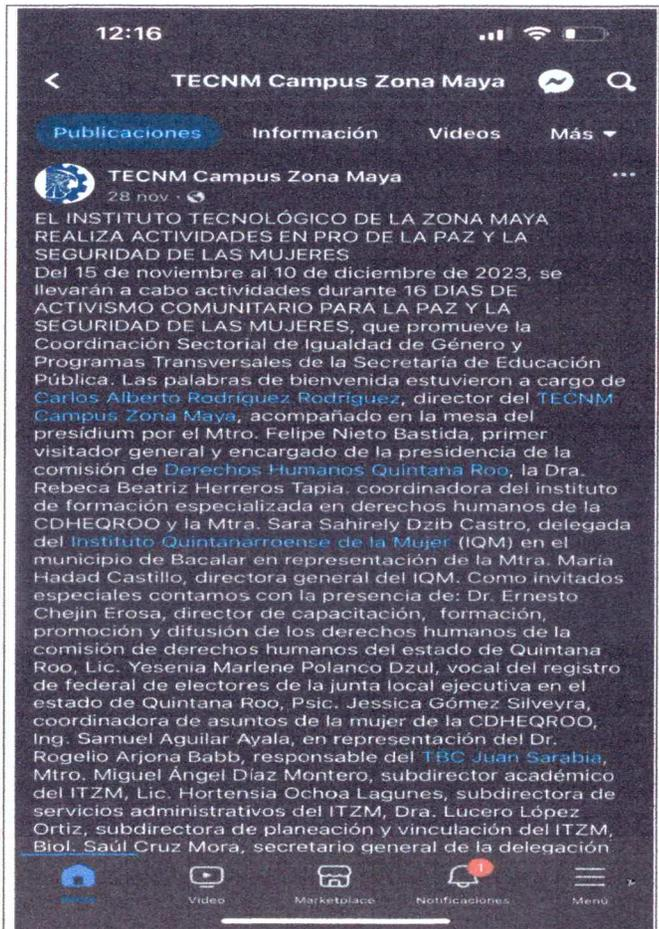 12:16
TECNM Campus Zona Maya
Publicaciones Información Videos Más
TECNM Campus Zona Maya
28 nov ·
EL INSTITUTO TECNOLÓGICO DE LA ZONA MAYA
REALIZA ACTIVIDADES EN PRO DE LA PAZ Y LA
SEGURIDAD DE LAS MUJERES
Del 15 de noviembre al 10 de diciembre de 2023, se
llevarán a cabo actividades durante 16 DIAS DE
ACTIVISMO COMUNITARIO PARA LA PAZ Y LA
SEGURIDAD DE LAS MUJERES, que promueve la
Coordinación Sectorial de Igualdad de Género y
Programas Transversales de la Secretaría de Educación
Pública. Las palabras de bienvenida estuvieron a cargo de
Carlos Alberto Rodríguez Rodríguez, director del TECNM
Campus Zona Maya, acompañado en la mesa del
presídium por el Mtro. Felipe Nieto Bastida, primer
visitador general y encargado de la presidencia de la
comisión de Derechos Humanos Quintana Roo, la Dra.
Rebeca Beatriz Herreros Tapia. coordinadora del instituto
de formación especializada en derechos humanos de la
CDHEQROO y la Mtra. Sara Sahirely Dzib Castro, delegada
del Instituto Quintanarroense de la Mujer (IQM) en el
municipio de Bacalar en representación de la Mtra. María
Hadad Castillo, directora general del IQM. Como invitados
especiales contamos con la presencia de: Dr. Ernesto
Chejin Erosa, director de capacitación, formación,
promoción y difusión de los derechos humanos de la
comisión de derechos humanos del estado de Quintana
Roo, Lic. Yesenia Marlene Polanco Dzul, vocal del registro
de federal de electores de la junta local ejecutiva en el
estado de Quintana Roo, Psic. Jessica Gómez Silveyra,
coordinadora de asuntos de la mujer de la CDHEQROO,
Ing. Samuel Aguilar Ayala, en representación del Dr.
Rogelio Arjona Babb, responsable del TBC Juan Sarabia,
Mtro. Miguel Ángel Díaz Montero, subdirector académico
del ITZM, Lic. Hortensia Ochoa Lagunes, subdirectora de
servicios administrativos del ITZM, Dra. Lucero López
Ortiz, subdirectora de planeación y vinculación del ITZM,
Biol. Saúl Cruz Mora, secretario general de la delegación
1
Video Marketplace Notificaciones Menú